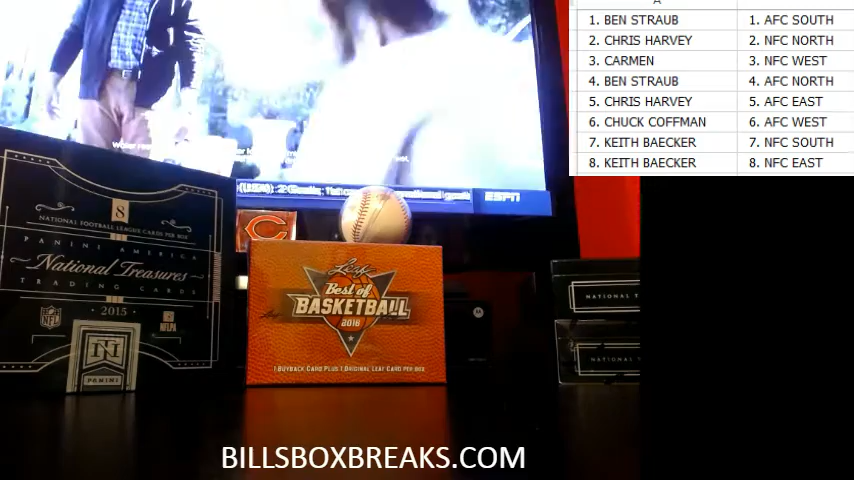 A
1. BEN STRAUB 1. AFC SOUTH
2. CHRIS HARVEY 2. NFC NORTH
3. CARMEN 3. NFC WEST
4. BEN STRAUB 4. AFC NORTH
5. CHRIS HARVEY 5. AFC EAST
6. CHUCK COFFMAN 6. AFC WEST
7. KEITH BAECKER 7. NFC SOUTH
8. KEITH BAECKER 8. NFC EAST
ESPN
8
NATIONAL FOOTBALL LEAGUE CARDS PER BOX
PANINI AMERICA
National Treasures
TRADING CARDS
2015
NFL
NT
PANINI
Leaf
Best of
BASKETBALL
2018
1 BUYBACK CARD PLUS 1 ORIGINAL LEAF CARD PER BOX
NATIONAL
NATIONAL
BILLSBOXBREAKS.COM